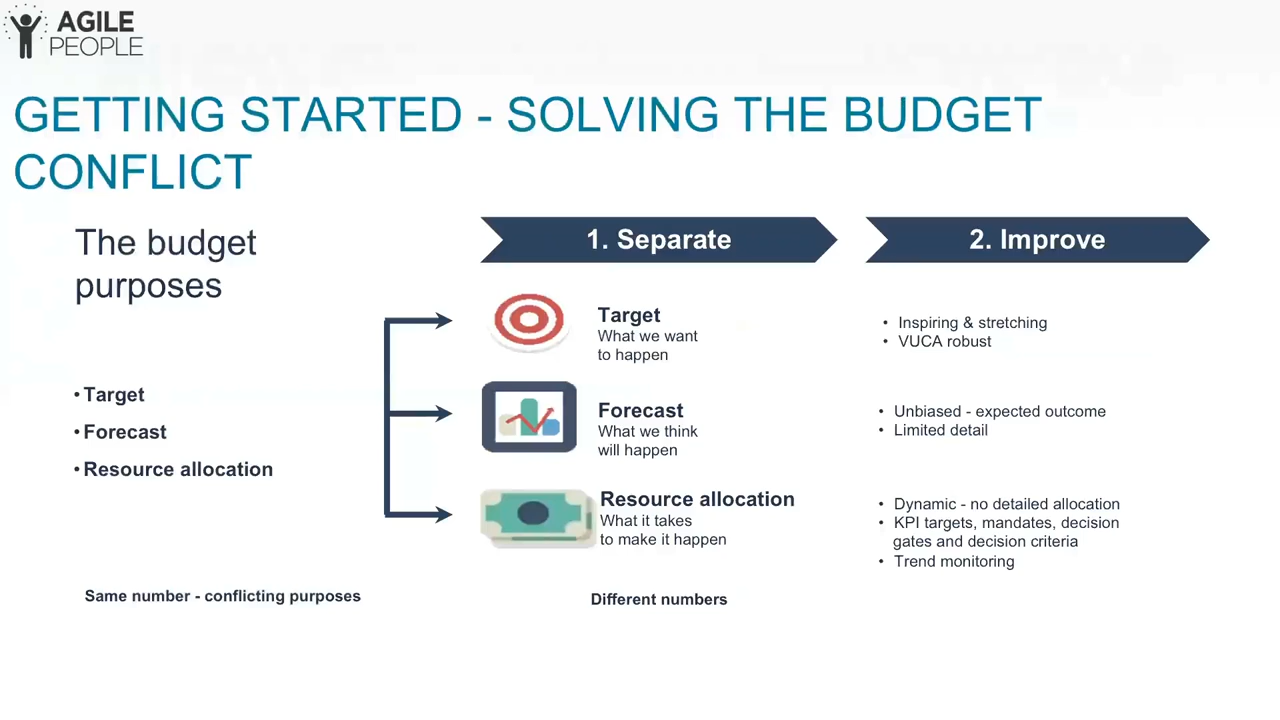 AGILE
PEOPLE
GETTING STARTED - SOLVING THE BUDGET
CONFLICT
The budget
purposes
• Target
• Forecast
• Resource allocation
Same number - conflicting purposes
1. Separate
Target
What we want
to happen
Forecast
What we think
will happen
Resource allocation
What it takes
to make it happen
Different numbers
2. Improve
• Inspiring & stretching
• VUCA robust
• Unbiased - expected outcome
• Limited detail
• Dynamic - no detailed allocation
• KPI targets, mandates, decision
gates and decision criteria
• Trend monitoring